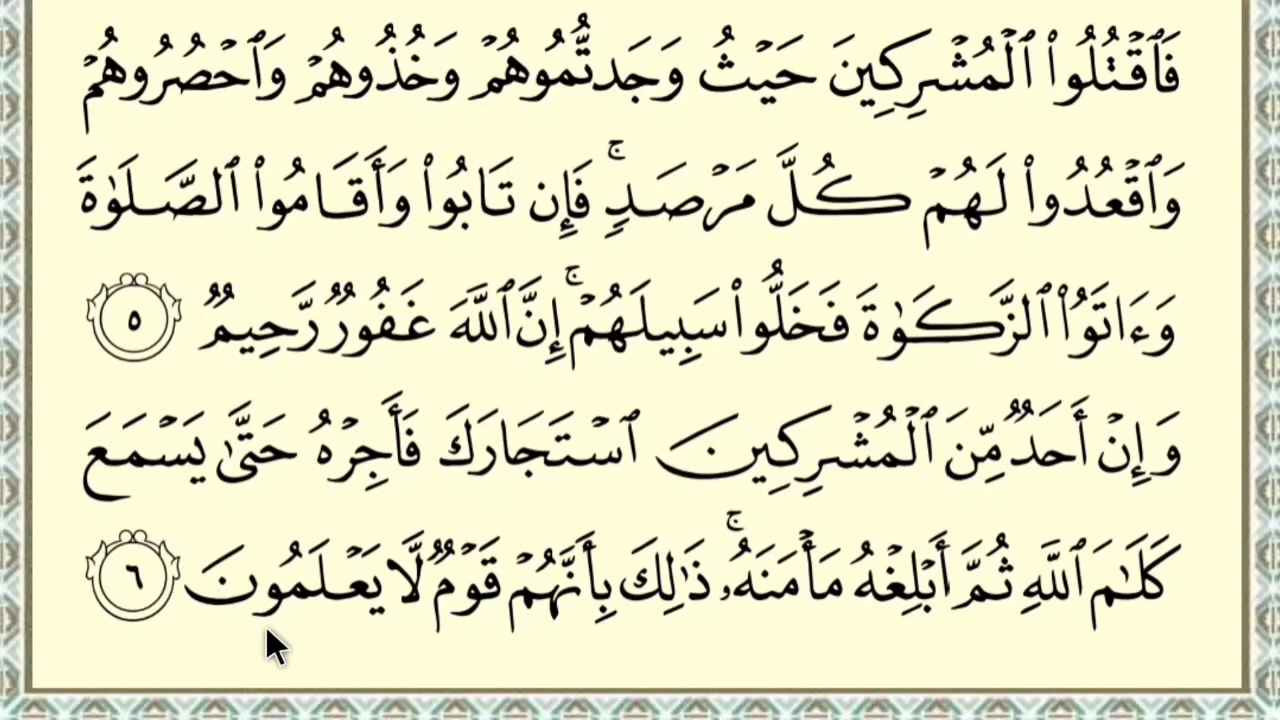 فَٱقۡتُلُوا۟ ٱلۡمُشۡرِكِينَ حَيۡثُ وَجَدتُّمُوهُمۡ وَخُذُوهُمۡ وَٱحۡصُرُوهُمۡ
وَٱقۡعُدُوا۟ لَهُمۡ كُلَّ مَرۡصَدٍۚ فَإِن تَابُوا۟ وَأَقَامُوا۟ ٱلصَّلَوٰةَ
وَءَاتَوُا۟ ٱلزَّكَوٰةَ فَخَلُّوا۟ سَبِيلَهُمۡۚ إِنَّ ٱللَّهَ غَفُورٌ رَّحِيمٌ ٥
وَإِنۡ أَحَدٌ مِّنَ ٱلۡمُشۡرِكِينَ ٱسۡتَجَارَكَ فَأَجِرۡهُ حَتَّىٰ يَسۡمَعَ
كَلَـٰمَ ٱللَّهِ ثُمَّ أَبۡلِغۡهُ مَأۡمَنَهُۥۚ ذَٰلِكَ بِأَنَّهُمۡ قَوۡمٌ لَّا يَعۡلَمُونَ ٦